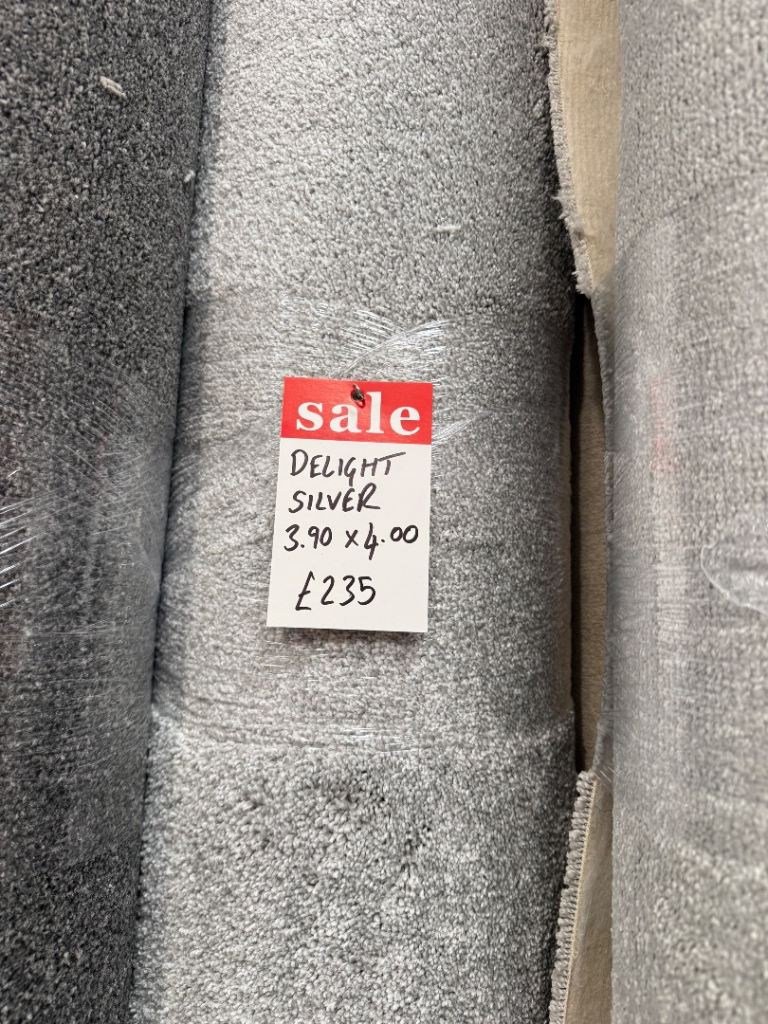 sale
DELIGHT
SILVER
3.90 x 4.00
£235